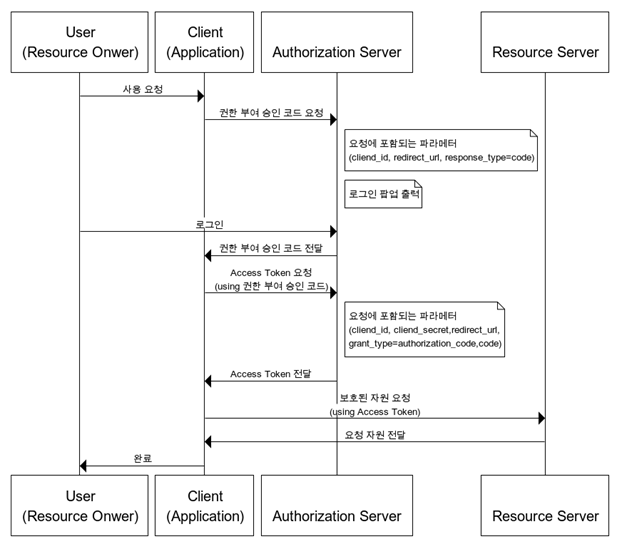 User
(Resource Onwer)
Client
(Application)
Authorization Server
Resource Server
사용 요청
권한 부여 승인 코드 요청
요청에 포함되는 파라메터
(cliend_id, redirect_url, response_type=code)
로그인 팝업 출력
로그인
권한 부여 승인 코드 전달
Access Token 요청
(using 권한 부여 승인 코드)
요청에 포함되는 파라메터
(cliend_id, cliend_secret,redirect_url,
grant_type=authorization_code,code)
Access Token 전달
보호된 자원 요청
(using Access Token)
요청 자원 전달
완료
User
(Resource Onwer)
Client
(Application)
Authorization Server
Resource Server